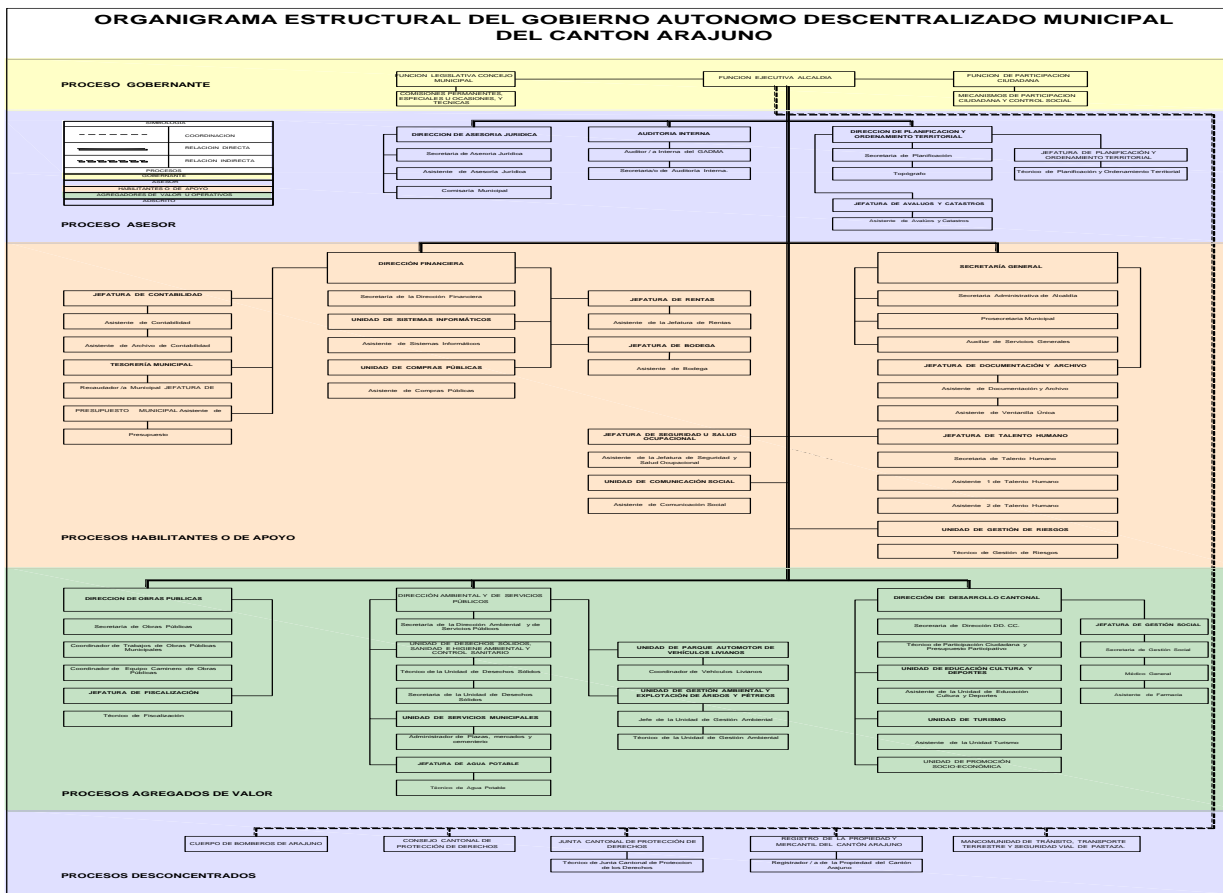 ORGANIGRAMA ESTRUCTURAL DEL GOBIERNO AUTONOMO DESCENTRALIZADO MUNICIPAL
DEL CANTON ARAJUNO
PROCESO GOBERNANTE
FUNCION LEGISLATIVA CONCEJO
MUNICIPAL
COMISIONES PERMANENTES,
ESPECIALES U OCASIONES, Y
TECNICAS
FUNCION EJECUTIVA ALCALDIA
FUNCION DE PARTICIPACION
CIUDADANA
MECANISMOS DE PARTICIPACION
CIUDADANA Y CONTROL SOCIAL
SIMBOLOGIA
COORDINACION
RELACION DIRECTA
RELACION INDIRECTA
PROCESOS
GOBERNANTE
ASESOR
HABILITANTES O DE APOYO
AGREGADORES DE VALOR U OPERATIVOS
ADSCRITO
DIRECCION DE ASESORIA JURIDICA
Secretaria de Asesoria Jurídica
Asistente de Asesoria Jurídica
Comisaria Municipal
AUDITORIA INTERNA
Auditor / a Interna del GADMA
Secretaria/o de Auditoria Interna.
DIRECCION DE PLANIFICACION Y
ORDENAMIENTO TERRITORIAL
Secretaria de Planificación
Topógrafo
JEFATURA DE AVALUOS Y CATASTROS
Asistente de Avalúos y Catastros
JEFATURA DE PLANIFICACIÓN Y
ORDENAMIENTO TERRITORIAL
Técnico de Planificación y Ordenamiento Territorial
PROCESO ASESOR
DIRECCIÓN FINANCIERA
Secretaria de la Dirección Financiera
UNIDAD DE SISTEMAS INFORMÁTICOS
Asistente de Sistemas Informáticos
UNIDAD DE COMPRAS PÚBLICAS
Asistente de Compras Públicas
JEFATURA DE CONTABILIDAD
Asistente de Contabilidad
Asistente de Archivo de Contabilidad
TESORERÍA MUNICIPAL
Recaudador /a Municipal JEFATURA DE
PRESUPUESTO MUNICIPAL Asistente de
Presupuesto
JEFATURA DE RENTAS
Asistente de la Jefatura de Rentas
JEFATURA DE BODEGA
Asistente de Bodega
SECRETARÍA GENERAL
Secretaria Administrativa de Alcaldía
Prosecretaria Municipal
Auxiliar de Servicios Generales
JEFATURA DE DOCUMENTACIÓN Y ARCHIVO
Asistente de Documentación y Archivo
Asistente de Ventanilla Única
JEFATURA DE SEGURIDAD U SALUD
OCUPACIONAL
Asistente de la Jefatura de Seguridad y
Salud Ocupacional
UNIDAD DE COMUNICACIÓN SOCIAL
Asistente de Comunicación Social
JEFATURA DE TALENTO HUMANO
Secretaria de Talento Humano
Asistente 1 de Talento Humano
Asistente 2 de Talento Humano
UNIDAD DE GESTIÓN DE RIESGOS
Técnico de Gestión de Riesgos
PROCESOS HABILITANTES O DE APOYO
DIRECCION DE OBRAS PUBLICAS
Secretaria de Obras Públicas
Coordinador de Trabajos de Obras Públicas
Municipales
Coordinador de Equipo Caminero de Obras
Públicas
JEFATURA DE FISCALIZACIÓN
Técnico de Fiscalización
DIRECCIÓN AMBIENTAL Y DE SERVICIOS
PÚBLICOS
Secretaria de la Dirección Ambiental y de
Servicios Públicos
UNIDAD DE DESECHOS SÓLIDOS,
SANIDAD E HIGIENE AMBIENTAL Y
CONTROL SANITARIO
Técnico de la Unidad de Desechos Sólidos
Secretaria de la Unidad de Desechos
Sólidos
UNIDAD DE SERVICIOS MUNICIPALES
Administrador de Plazas, mercados y
cementerio
JEFATURA DE AGUA POTABLE
Técnico de Agua Potable
UNIDAD DE PARQUE AUTOMOTOR DE
VEHÍCULOS LIVIANOS
Coordinador de Vehículos Livianos
UNIDAD DE GESTIÓN AMBIENTAL Y
EXPLOTACIÓN DE ÁRIDOS Y PÉTREOS
Jefe de la Unidad de Gestión Ambiental
Técnico de la Unidad de Gestión Ambiental
DIRECCIÓN DE DESARROLLO CANTONAL
Secretaria de Dirección DD. CC.
Técnico de Participación Ciudadana y
Presupuesto Participativo
UNIDAD DE EDUCACIÓN CULTURA Y
DEPORTES
Asistente de la Unidad de Educación
Cultura y Deportes
UNIDAD DE TURISMO
Asistente de la Unidad Turismo
UNIDAD DE PROMOCIÓN
SOCIO-ECONÓMICA
JEFATURA DE GESTIÓN SOCIAL
Secretaria de Gestión Social
Médico General
Asistente de Farmacia
PROCESOS AGREGADOS DE VALOR
CUERPO DE BOMBEROS DE ARAJUNO
CONSEJO CANTONAL DE
PROTECCIÓN DE DERECHOS
JUNTA CANTONAL DE PROTECCIÓN DE
DERECHOS
Técnico de Junta Cantonal de Proteccion
de los Derechos
REGISTRO DE LA PROPIEDAD Y
MERCANTIL DEL CANTÓN ARAJUNO
Registrador / a de la Propiedad del Cantón
Arajuno
MANCOMUNIDAD DE TRÁNSITO, TRANSPORTE
TERRESTRE Y SEGURIDAD VIAL DE PASTAZA.
PROCESOS DESCONCENTRADOS